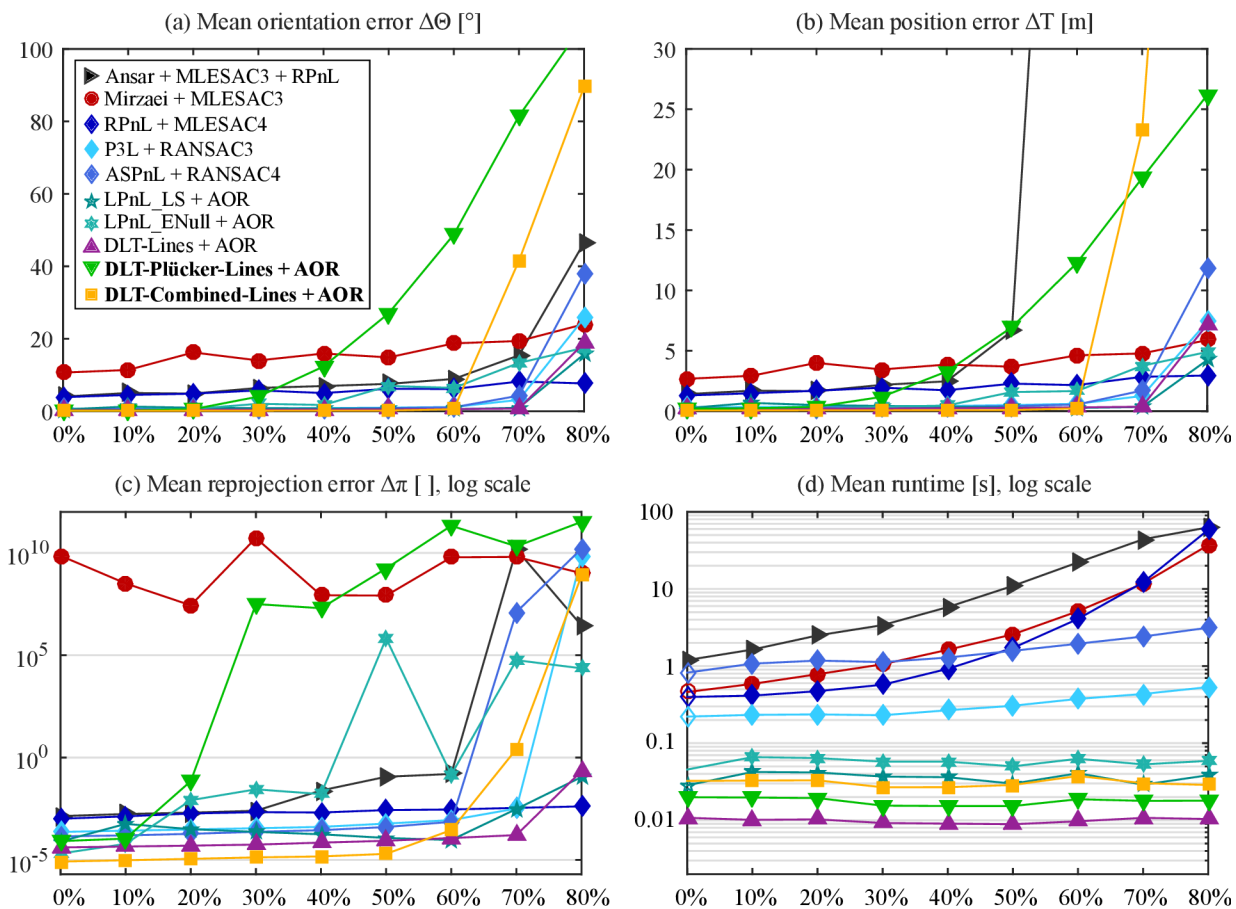 (a) Mean orientation error ΔΘ [°]
100
80
60
40
20
0
Ansar + MLESAC3 + RPnL
Mirzaei + MLESAC3
RPnL + MLESAC4
P3L + RANSAC3
ASPnL + RANSAC4
LPnL_LS + AOR
LPnL_ENull + AOR
DLT-Lines + AOR
DLT-Plücker-Lines + AOR
DLT-Combined-Lines + AOR
0% 10% 20% 30% 40% 50% 60% 70% 80%
(b) Mean position error ΔT [m]
30
25
20
15
10
5
0
0% 10% 20% 30% 40% 50% 60% 70% 80%
(c) Mean reprojection error Δπ [ ], log scale
10^10
10^5
10^0
10^-5
0% 10% 20% 30% 40% 50% 60% 70% 80%
(d) Mean runtime [s], log scale
100
10
1
0.1
0.01
0% 10% 20% 30% 40% 50% 60% 70% 80%